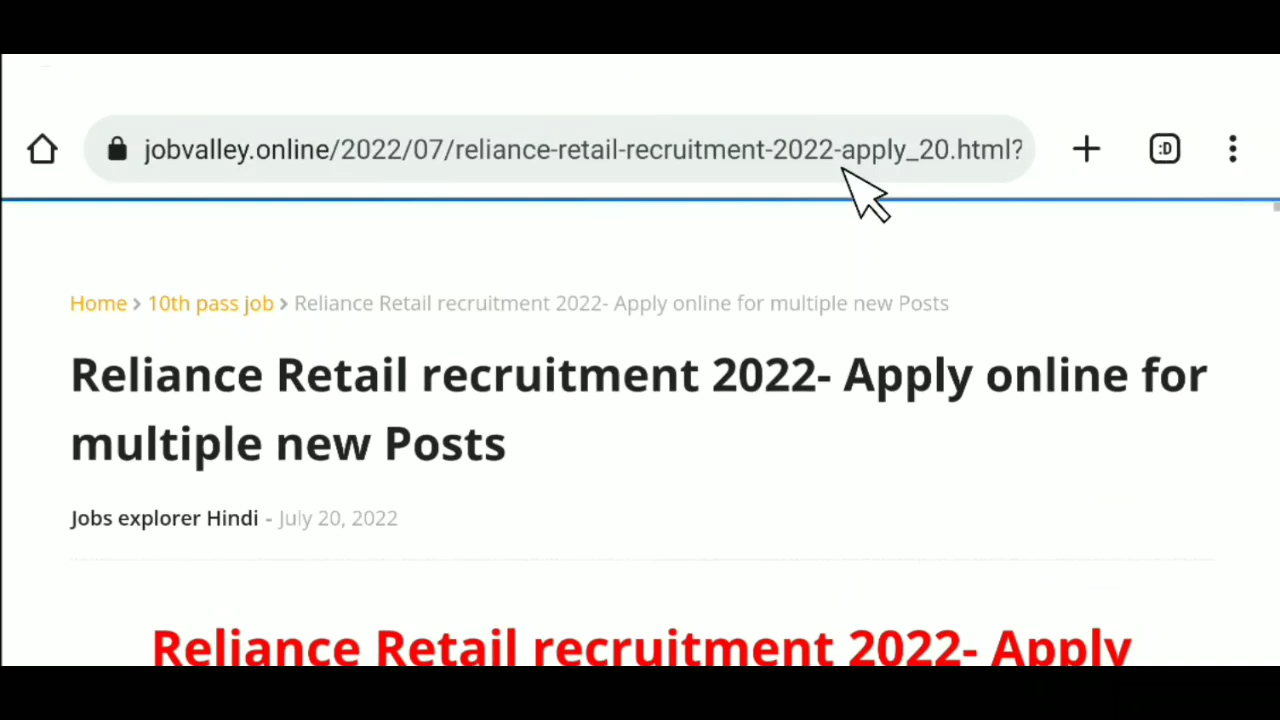 jobvalley.online/2022/07/reliance-retail-recruitment-2022-apply_20.html?
:D
Home > 10th pass job > Reliance Retail recruitment 2022- Apply online for multiple new Posts
Reliance Retail recruitment 2022- Apply online for
multiple new Posts
Jobs explorer Hindi - July 20, 2022
Reliance Retail recruitment 2022- Apply